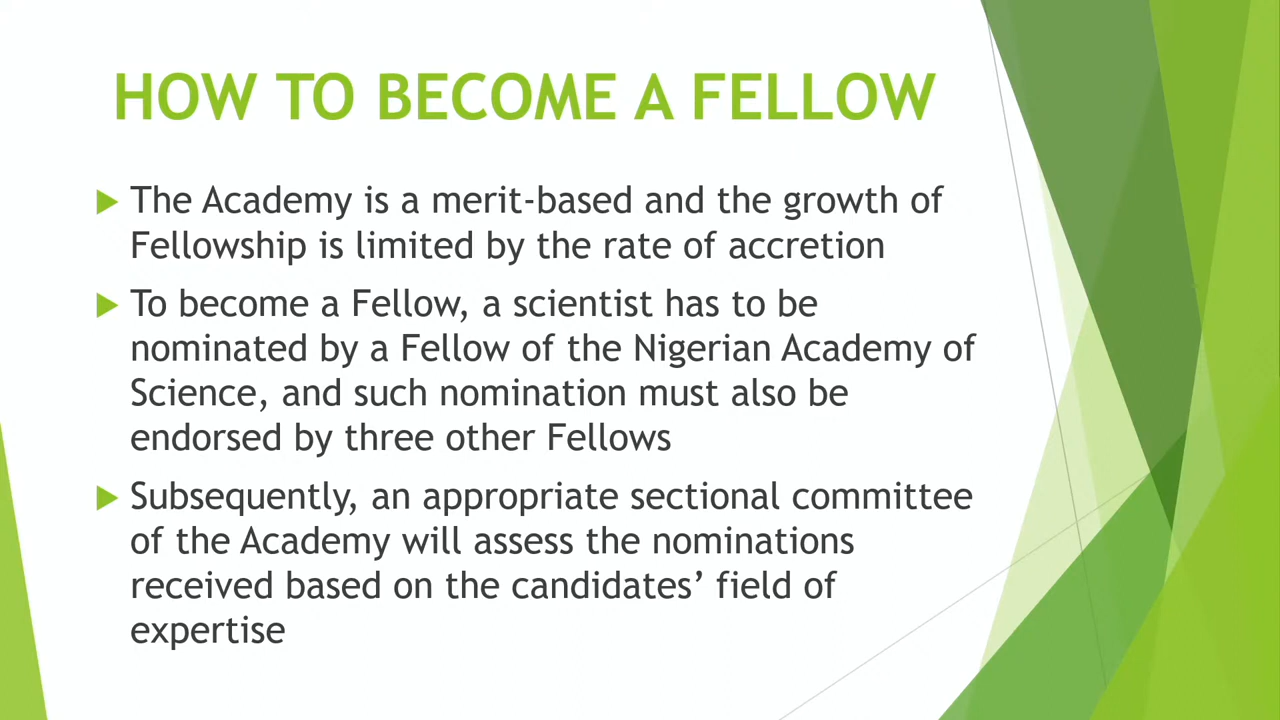 HOW TO BECOME A FELLOW
The Academy is a merit-based and the growth of
Fellowship is limited by the rate of accretion
To become a Fellow, a scientist has to be
nominated by a Fellow of the Nigerian Academy of
Science, and such nomination must also be
endorsed by three other Fellows
Subsequently, an appropriate sectional committee
of the Academy will assess the nominations
received based on the candidates’ field of
expertise